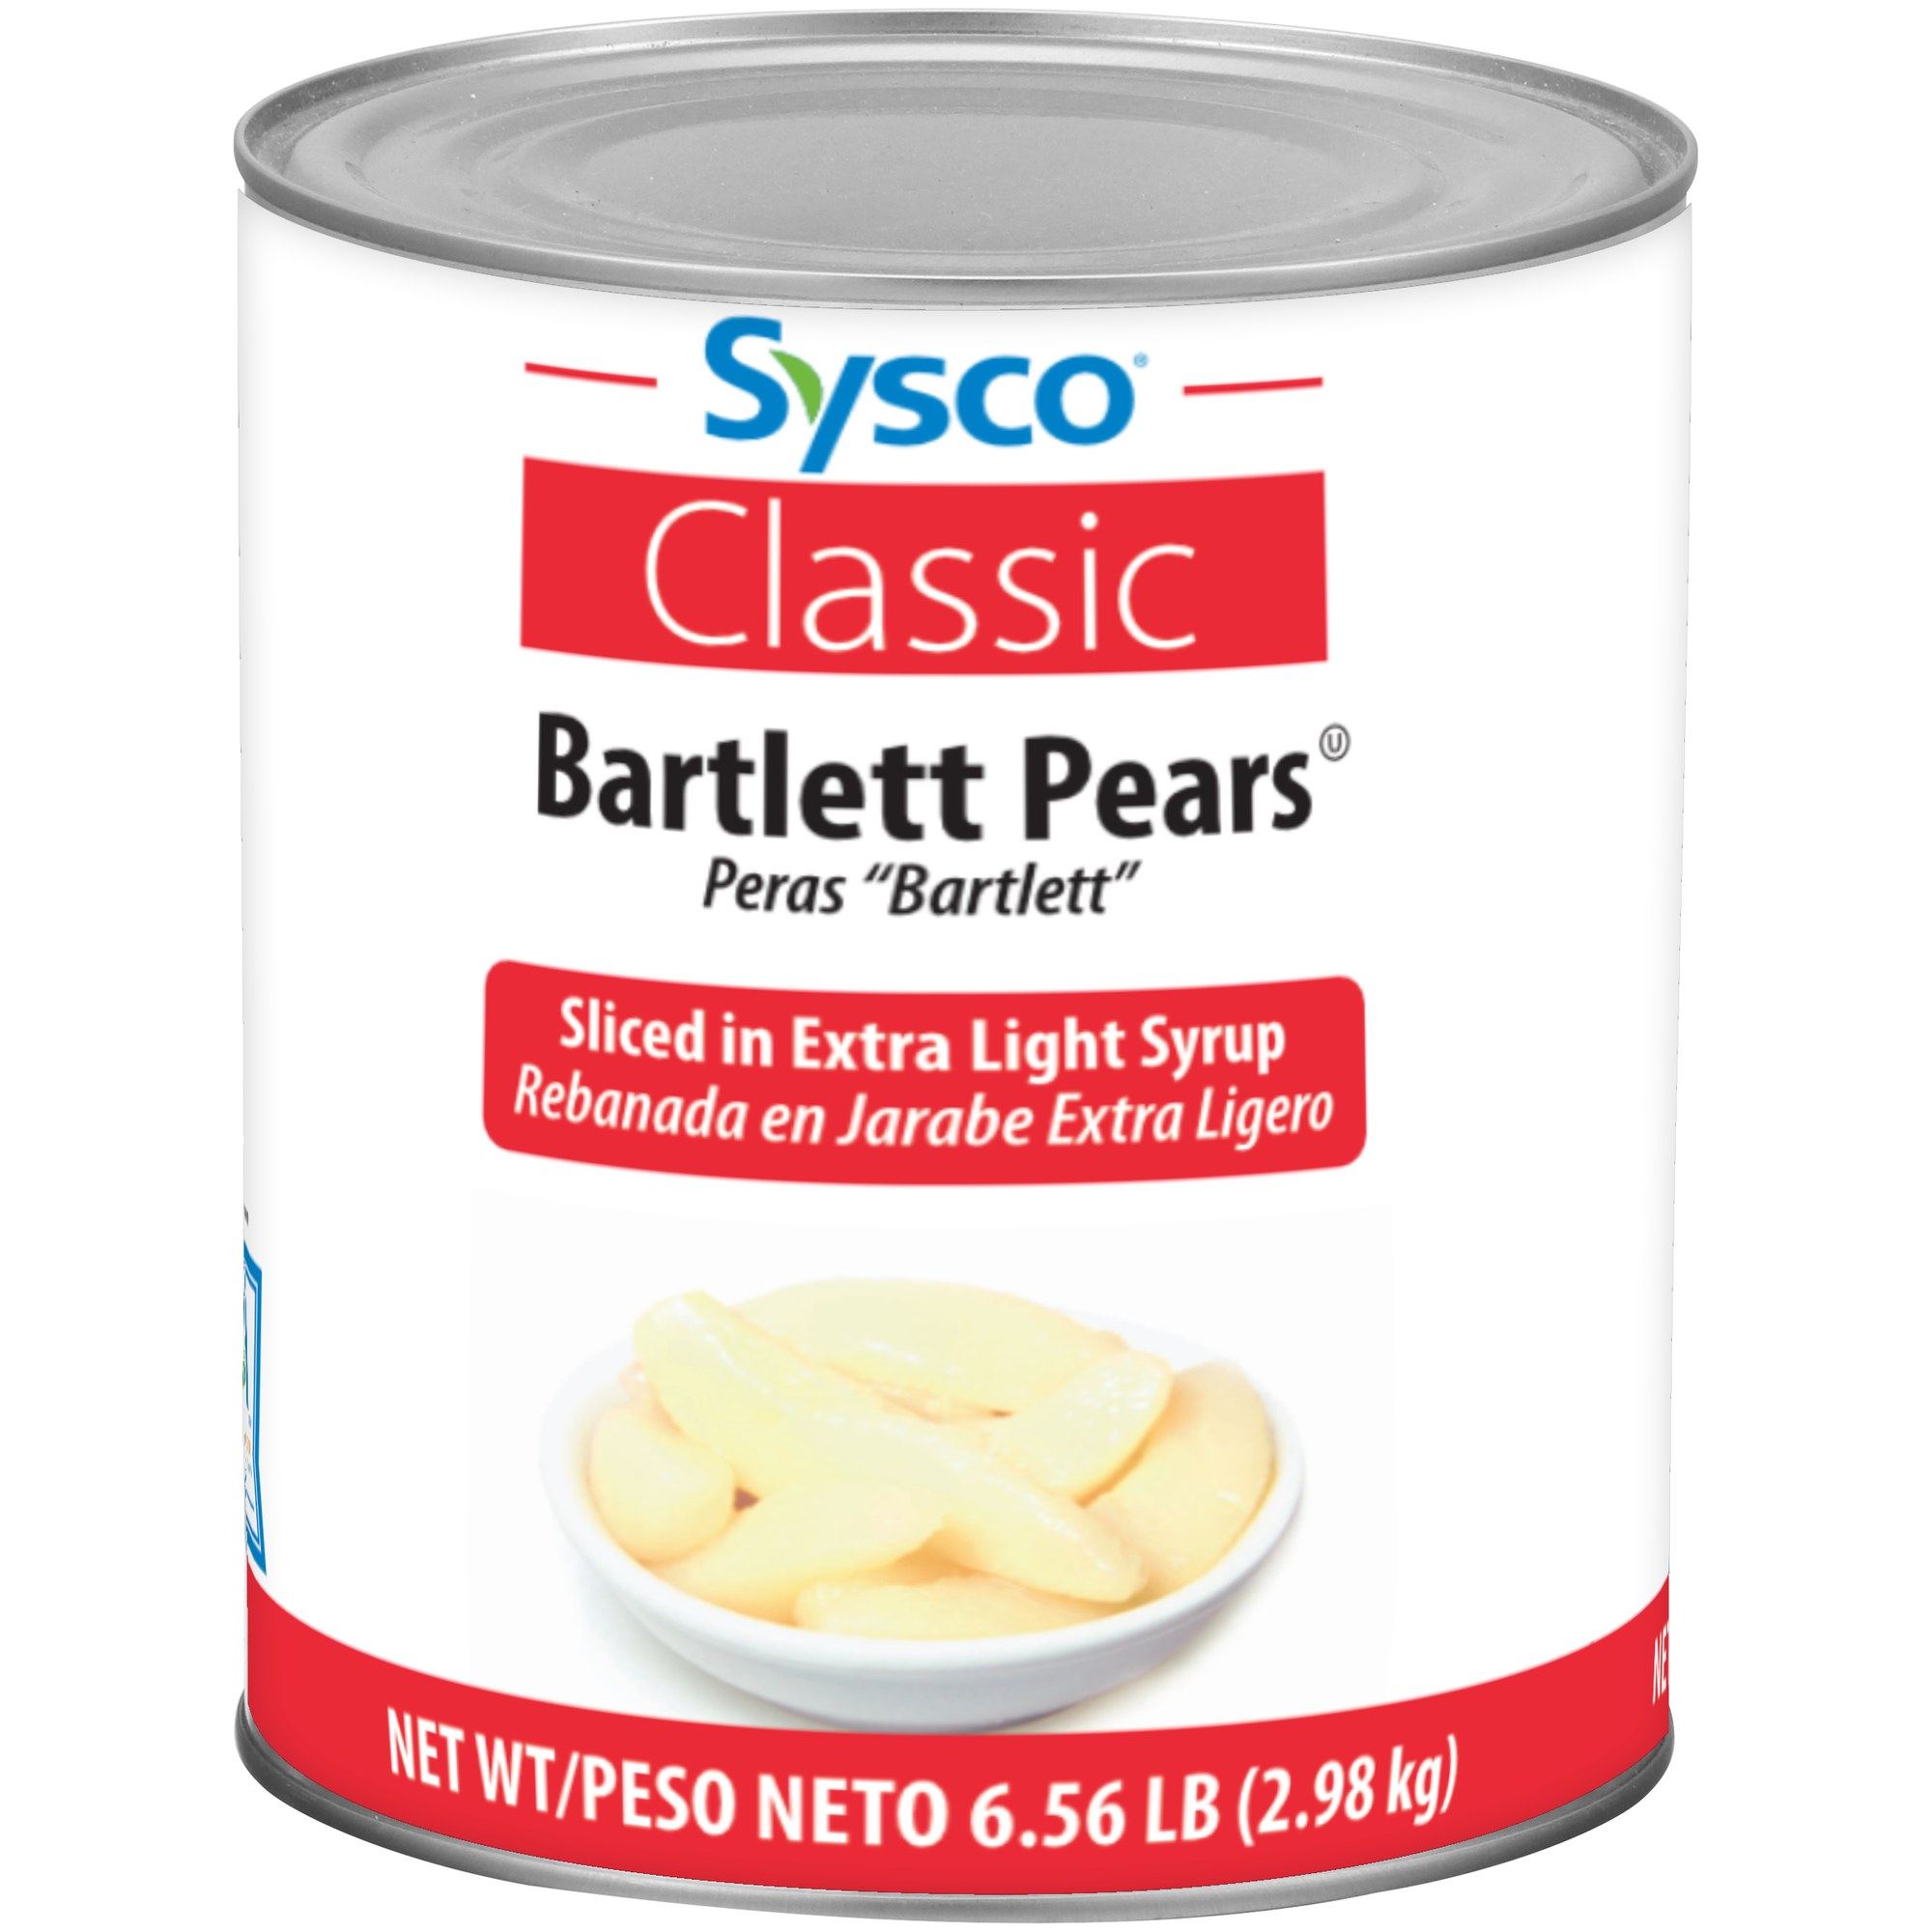 Sysco®
Classic
Bartlett Pears Ⓤ
Peras “Bartlett”
Sliced in Extra Light Syrup
Rebanada en Jarabe Extra Ligero
NET WT/PESO NETO 6.56 LB (2.98 kg)